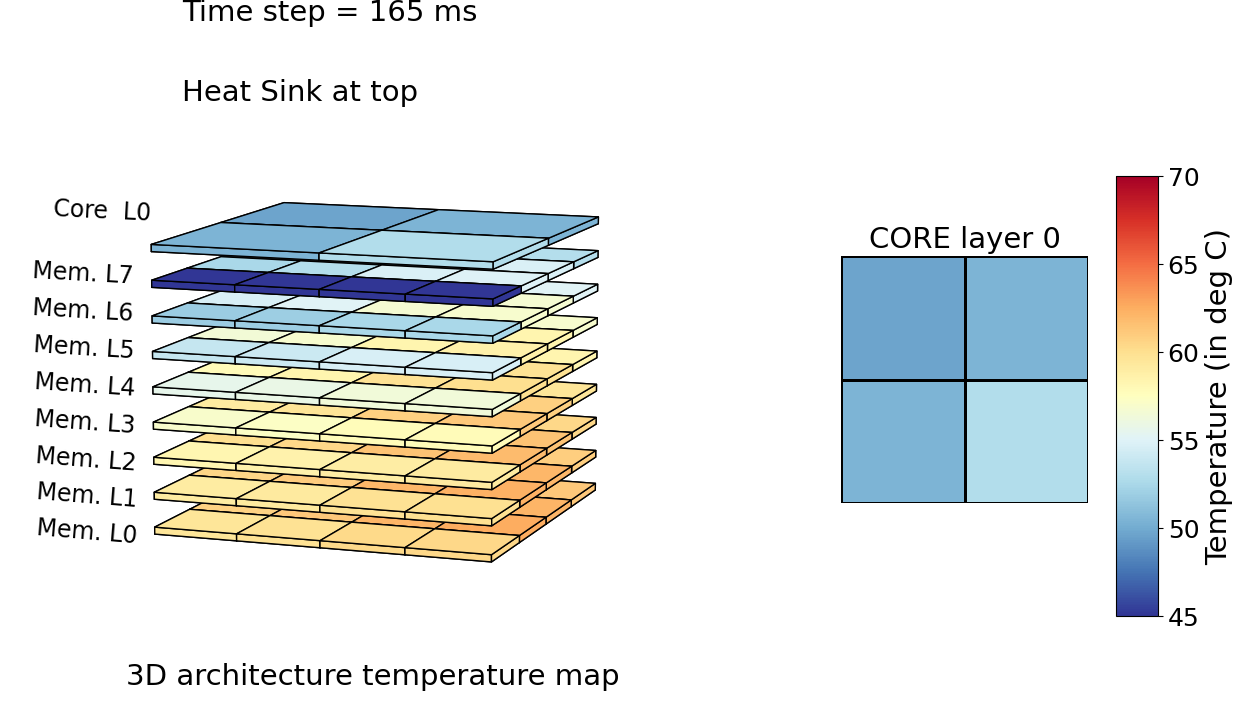 Time step = 165 ms
Heat Sink at top
Core  L0
Mem. L7
Mem. L6
Mem. L5
Mem. L4
Mem. L3
Mem. L2
Mem. L1
Mem. L0
3D architecture temperature map
CORE layer 0
70
65
60
55
50
45
Temperature (in deg C)